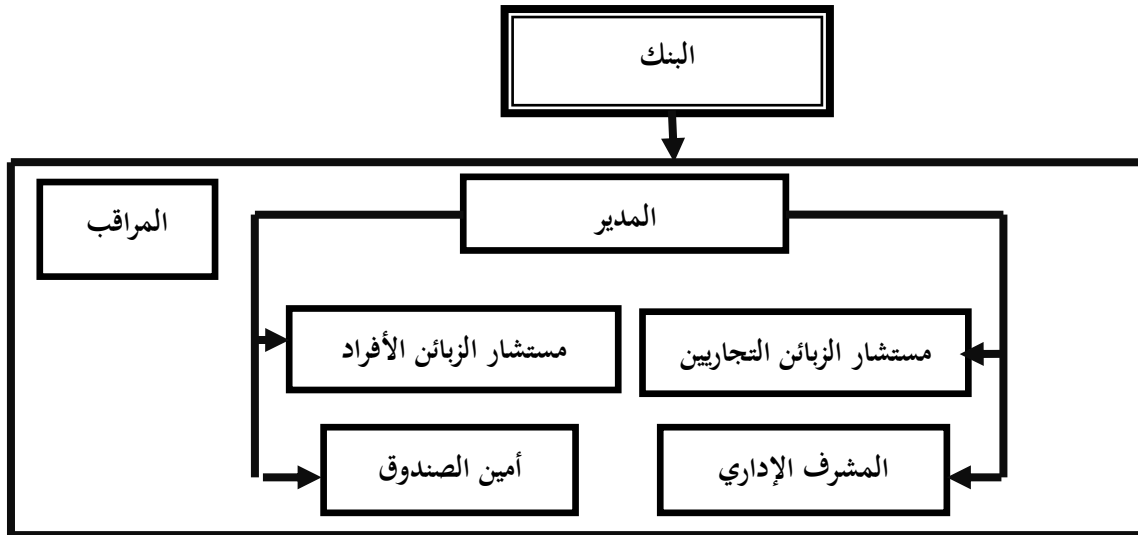 البنك
المدير
المراقب
مستشار الزبائن التجاريين
مستشار الزبائن الأفراد
المشرف الإداري
أمين الصندوق